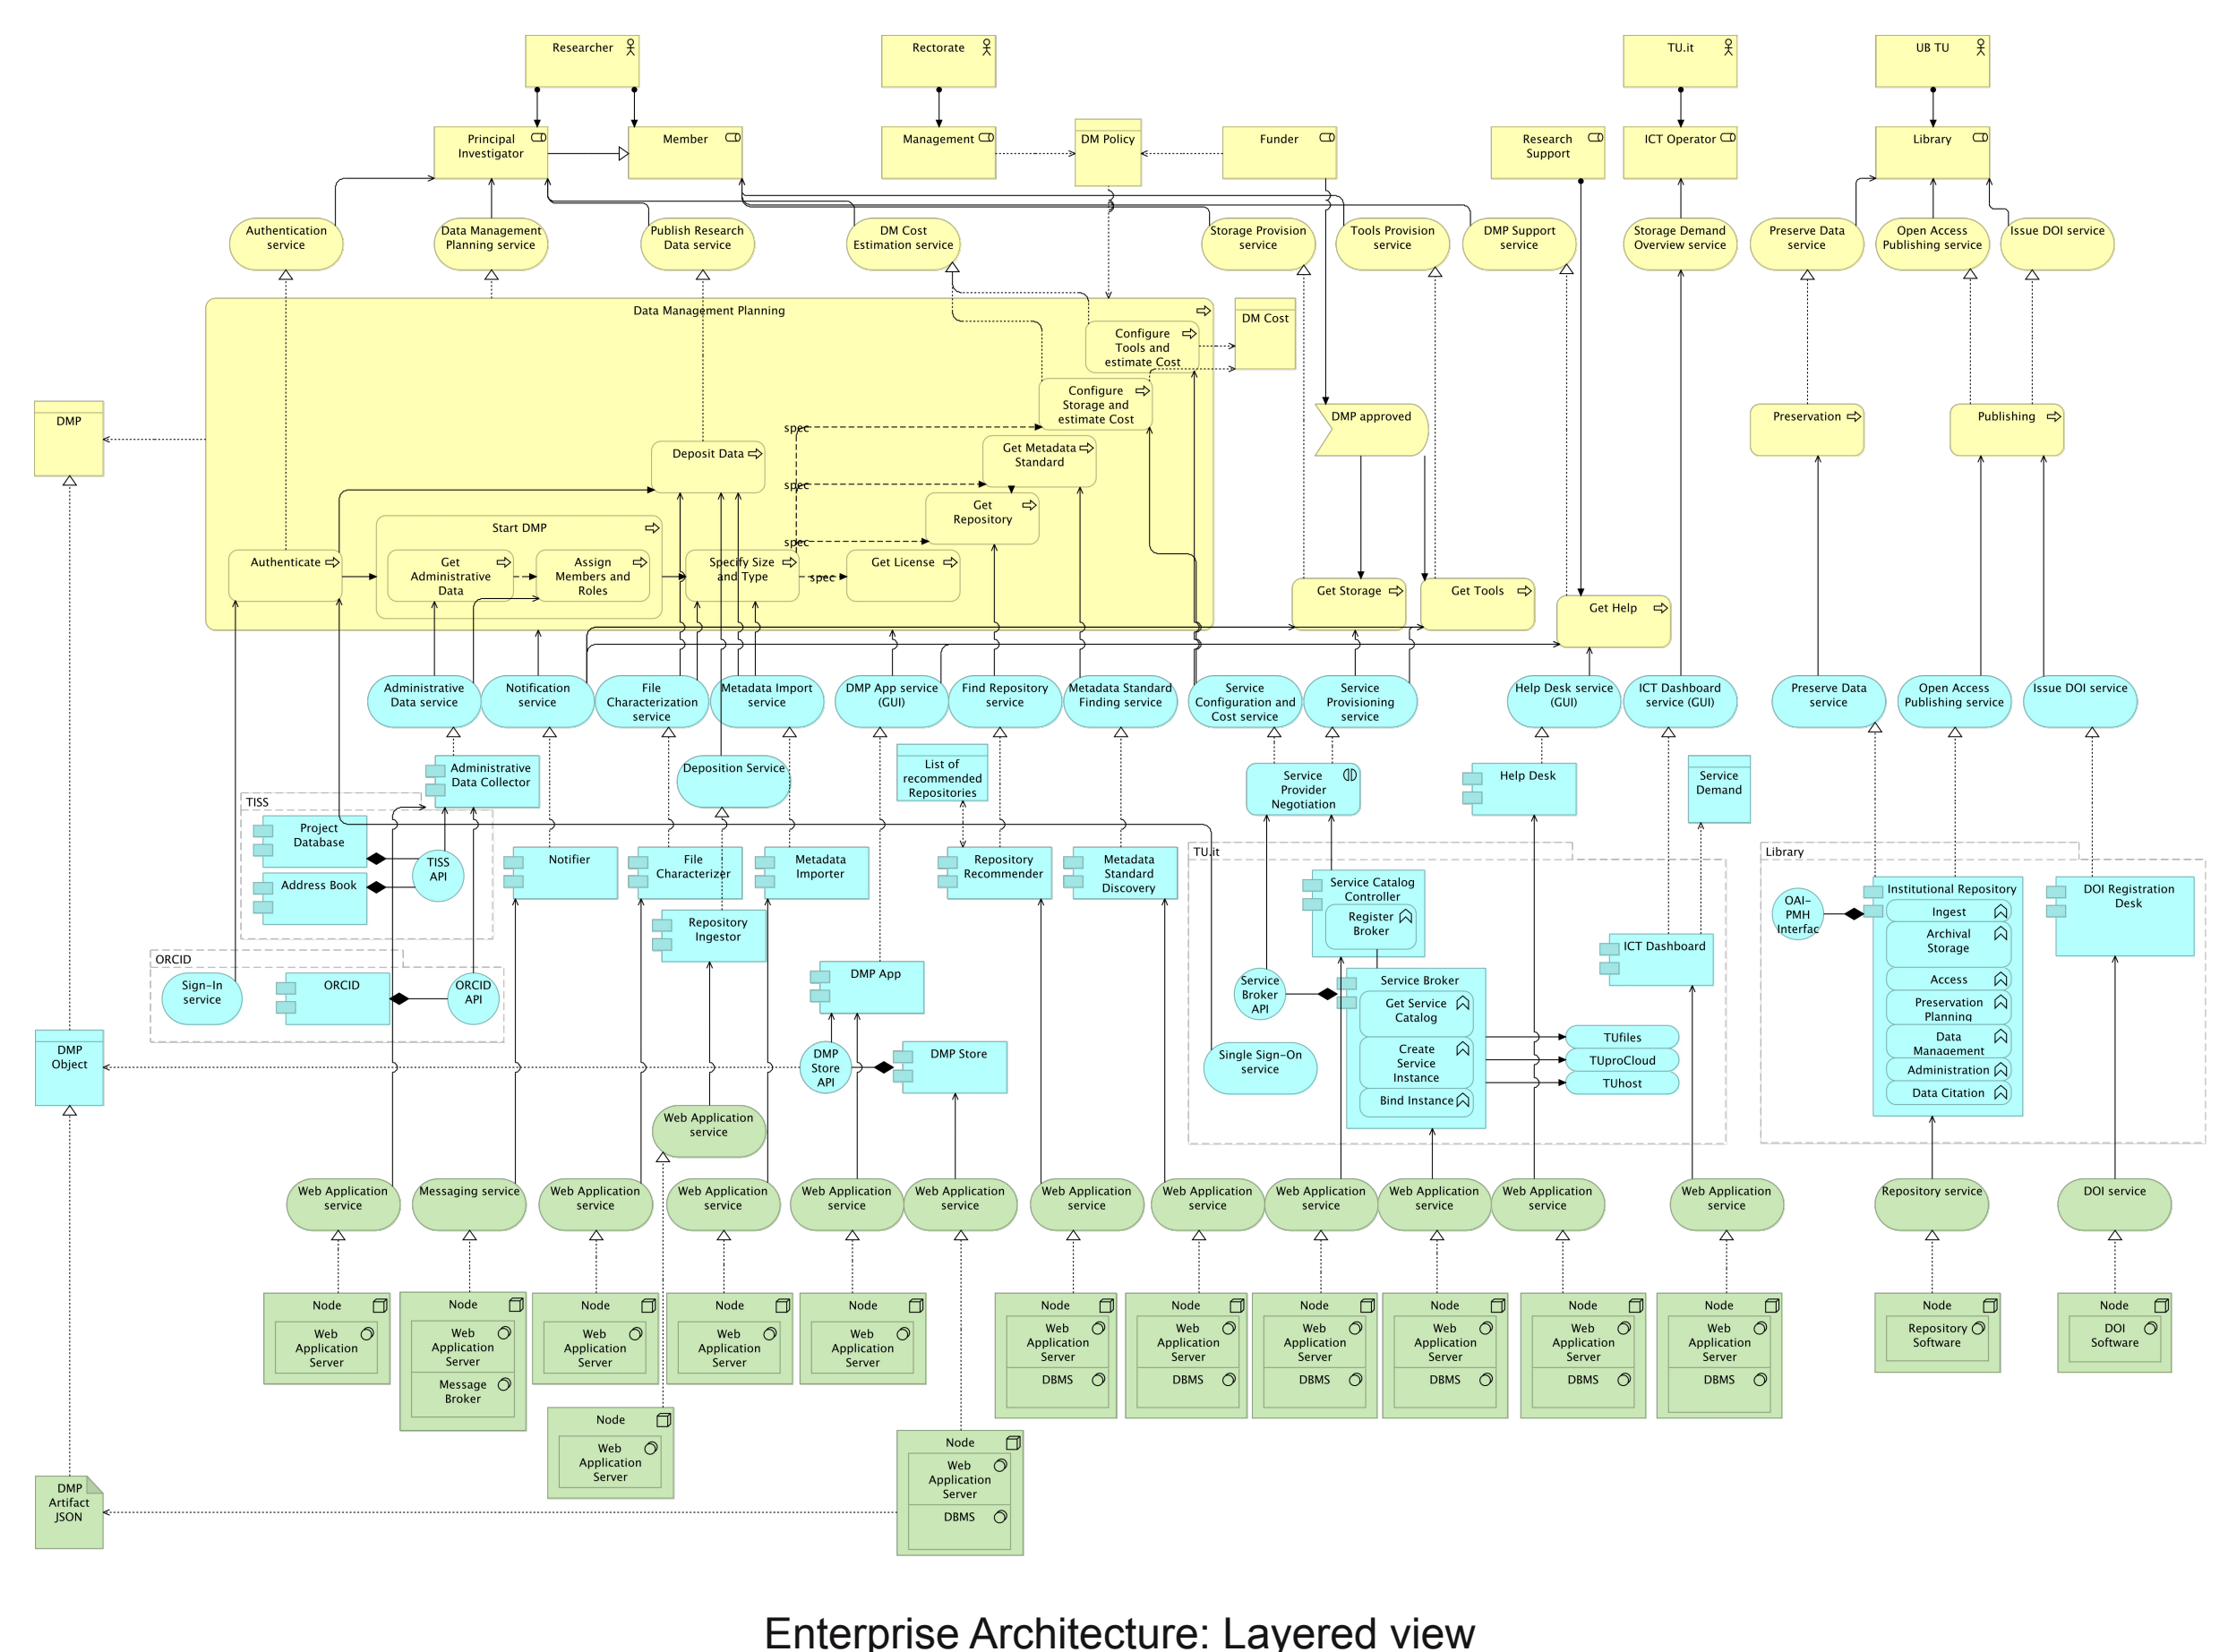 Researcher
Rectorate
TU.it
UB TU
Principal
Investigator
Member
Management
DM Policy
Funder
Research
Support
ICT Operator
Library
Authentication
service
Data Management
Planning service
Publish Research
Data service
DM Cost
Estimation service
Storage Provision
service
Tools Provision
service
DMP Support
service
Storage Demand
Overview service
Preserve Data
service
Open Access
Publishing service
Issue DOI service
Data Management Planning
DM Cost
Configure
Tools and
estimate Cost
Configure
Storage and
estimate Cost
DMP
DMP approved
Preservation
Publishing
spec
Deposit Data
Get Metadata
Standard
spec
Get
Repository
Start DMP
spec
Authenticate
Get
Administrative
Data
Assign
Members and
Roles
Specify Size
and Type
spec
Get License
Get Storage
Get Tools
Get Help
Administrative
Data service
Notification
service
File
Characterization
service
Metadata Import
service
DMP App service
(GUI)
Find Repository
service
Metadata Standard
Finding service
Service
Configuration and
Cost service
Service
Provisioning
service
Help Desk service
(GUI)
ICT Dashboard
service (GUI)
Preserve Data
service
Open Access
Publishing service
Issue DOI service
Administrative
Data Collector
Deposition Service
List of
recommended
Repositories
Service
Provider
Negotiation
Help Desk
Service
Demand
TISS
Project
Database
Address Book
TISS
API
Notifier
File
Characterizer
Metadata
Importer
Repository
Recommender
Metadata
Standard
Discovery
TU.it
Library
Service Catalog
Controller
Register
Broker
Institutional Repository
Ingest
Archival
Storage
Access
Preservation
Planning
Data
Management
Administration
Data Citation
OAI-
PMH
Interfac
DOI Registration
Desk
Repository
Ingestor
ICT Dashboard
ORCID
Sign-In
service
ORCID
ORCID
API
DMP App
Service
Broker
API
Service Broker
Get Service
Catalog
Create
Service
Instance
Bind Instance
TUfiles
TUproCloud
TUhost
DMP
Object
DMP
Store
API
DMP Store
Single Sign-On
service
Web Application
service
Web Application
service
Messaging service
Web Application
service
Web Application
service
Web Application
service
Web Application
service
Web Application
service
Web Application
service
Web Application
service
Web Application
service
Web Application
service
Web Application
service
Repository service
DOI service
Node
Web
Application
Server
Node
Web
Application
Server
Message
Broker
Node
Web
Application
Server
Node
Web
Application
Server
Node
Web
Application
Server
Node
Web
Application
Server
DBMS
Node
Web
Application
Server
DBMS
Node
Web
Application
Server
DBMS
Node
Web
Application
Server
DBMS
Node
Web
Application
Server
DBMS
Node
Web
Application
Server
DBMS
Node
Repository
Software
Node
DOI
Software
Node
Web
Application
Server
Node
Web
Application
Server
DBMS
DMP
Artifact
JSON
Enterprise Architecture: Layered view